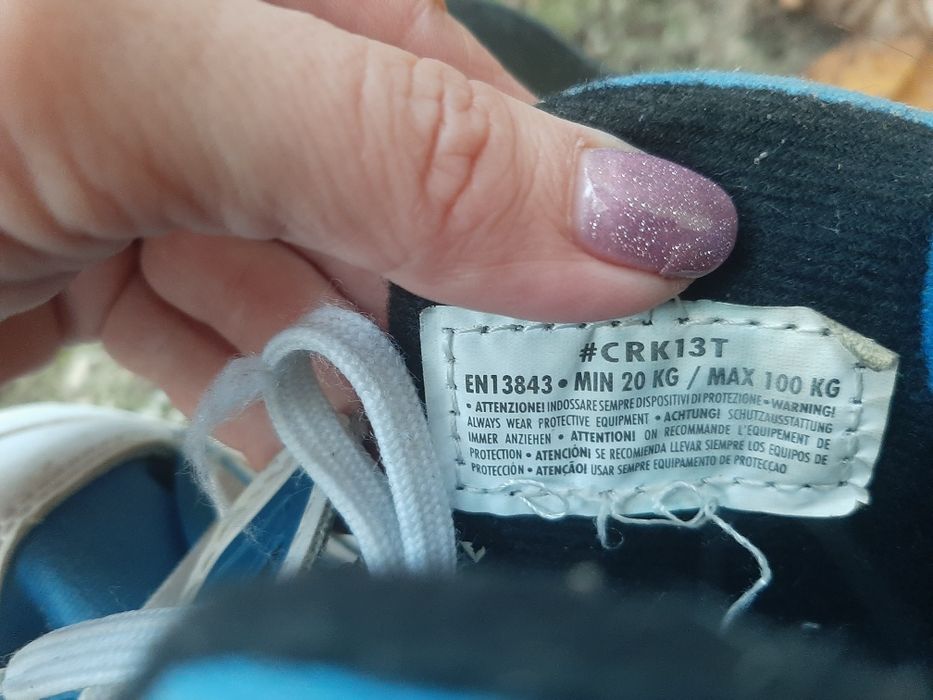 #CRK13T
EN13843 • MIN 20 KG / MAX 100 KG
• ATTENZIONE! INDOSSARE SEMPRE DISPOSITIVI DI PROTEZIONE • WARNING!
ALWAYS WEAR PROTECTIVE EQUIPMENT • ACHTUNG! SCHUTZAUSSTATTUNG
IMMER ANZIEHEN • ATTENTION! ON RECOMMANDE L'ÉQUIPEMENT DE
PROTECTION • ATENCIÓN! SE RECOMIENDA LLEVAR SIEMPRE LOS EQUIPOS DE
PROTECCIÓN • ATENÇÃO! USAR SEMPRE EQUIPAMENTO DE PROTECCAO